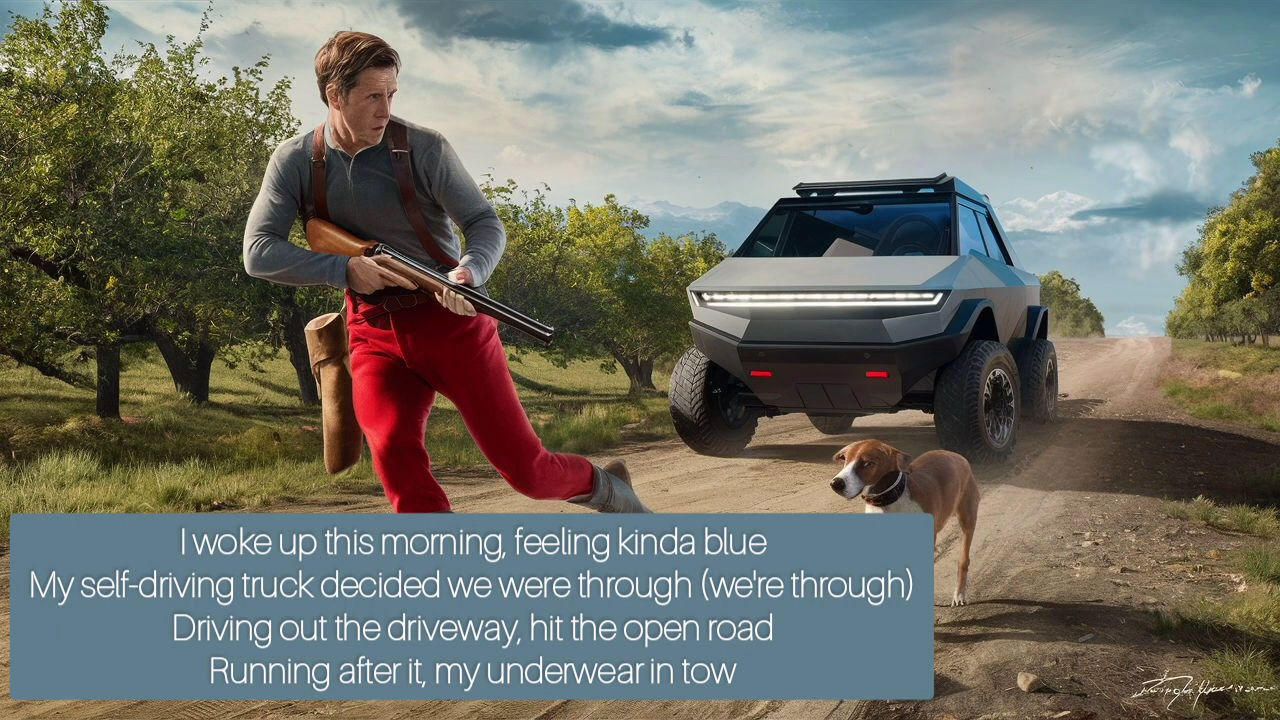 I woke up this morning, feeling kinda blue
My self-driving truck decided we were through (we're through)
Driving out the driveway, hit the open road
Running after it, my underwear in tow